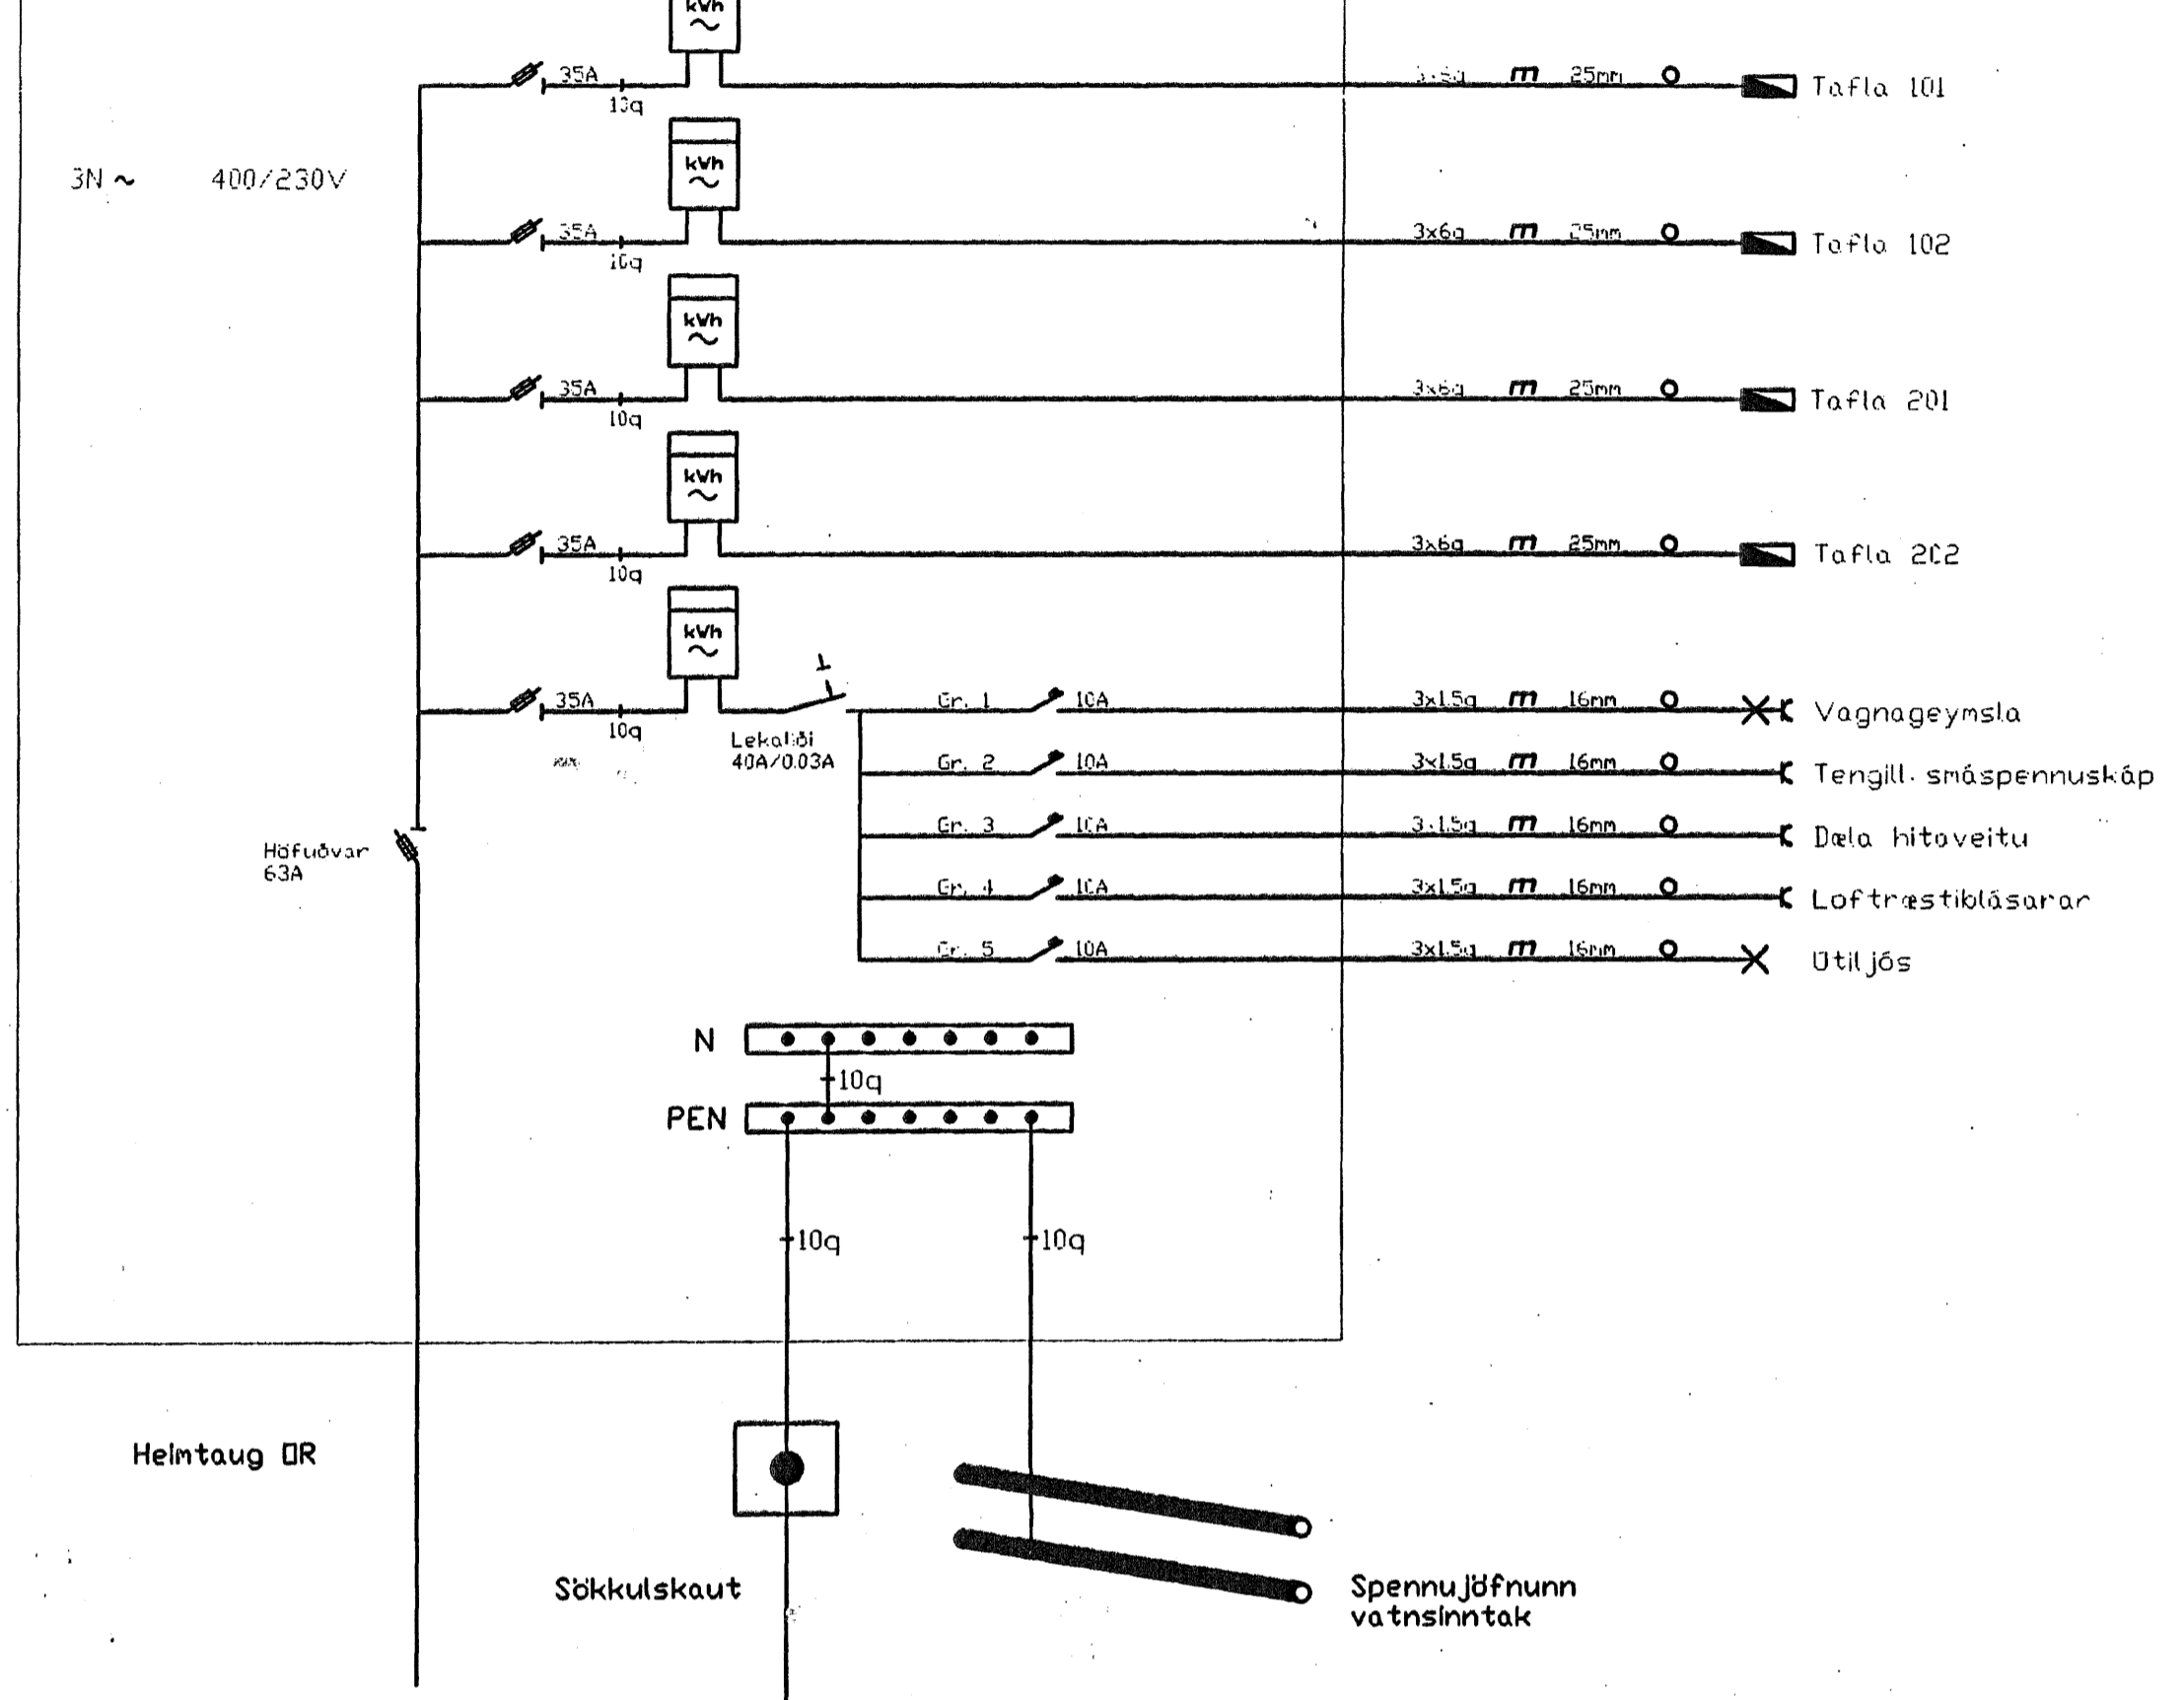 kWh
35A
25mm
Tafla 101
kWh
3N ~ 400/230V
35A
3x6q m 25mm
Tafla 102
10q
kWh
35A
3x6q m 25mm
Tafla 201
10q
kWh
35A
3x6q m 25mm
Tafla 202
10q
kWh
35A
Gr. 1 10A
3x1.5q m 16mm
Vagnageymsla
10q
Lekaliði
40A/0.03A
Gr. 2 10A
3x1.5q m 16mm
Tengill. smáspennuskáp
Gr. 3 10A
3x1.5q m 16mm
Dæla hitaveitu
Höfuðvar
63A
Gr. 4 10A
3x1.5q m 16mm
Loftræstiblásarar
Gr. 5 10A
3x1.5q m 16mm
Útiljós
N
10q
PEN
10q
10q
Heimtaug OR
Sökkulskaut
Spennujöfnunn
vatnsinntak